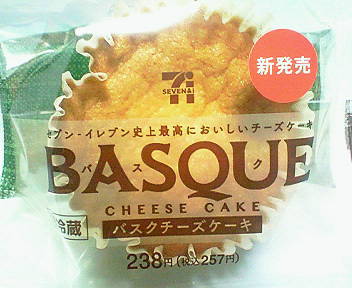 新発売
7
SEVEN&i
セブン-イレブン史上最高においしいチーズケーキ
BASQUE
バスク
CHEESE CAKE
バスクチーズケーキ
冷蔵
238円(税込257円)